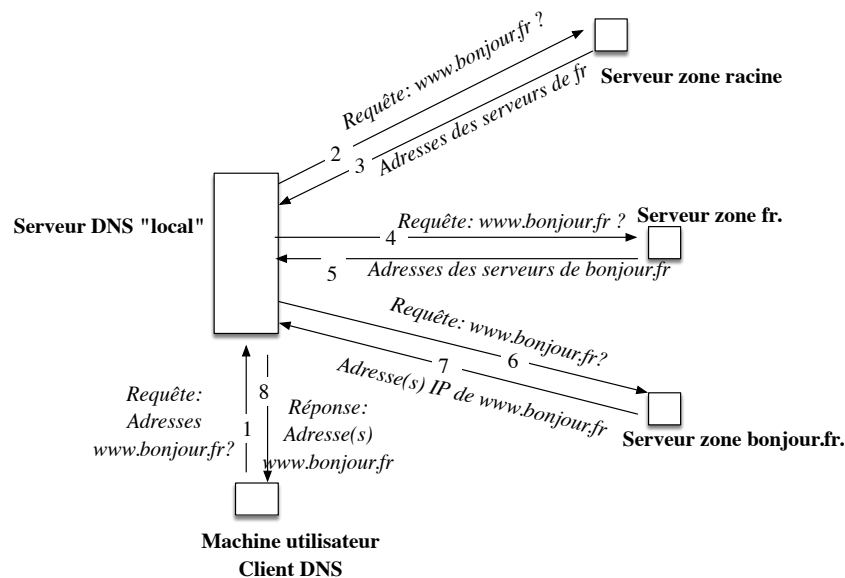 Requête: www.bonjour.fr ?
2
3
Adresses des serveurs de fr
Serveur zone racine
Serveur DNS "local"
Requête: www.bonjour.fr ?
4
5
Adresses des serveurs de bonjour.fr
Serveur zone fr.
Requête: www.bonjour.fr?
6
7
Adresse(s) IP de www.bonjour.fr
Serveur zone bonjour.fr.
Requête:
Adresses
www.bonjour.fr?
1
8
Réponse:
Adresse(s)
www.bonjour.fr
Machine utilisateur
Client DNS